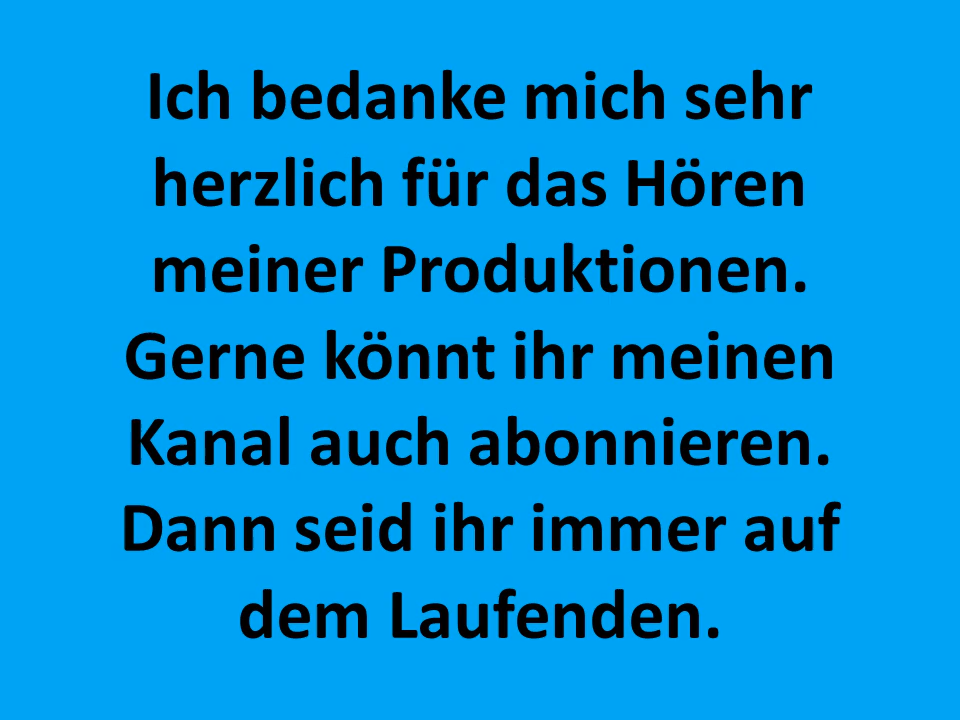 Ich bedanke mich sehr
herzlich für das Hören
meiner Produktionen.
Gerne könnt ihr meinen
Kanal auch abonnieren.
Dann seid ihr immer auf
dem Laufenden.